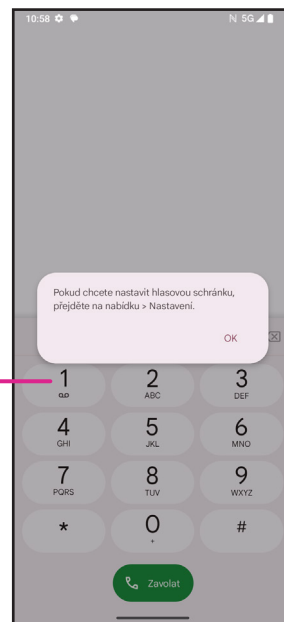 10:58
5G
Pokud chcete nastavit hlasovou schránku,
přejděte na nabídku > Nastavení.
OK
1 2 3
ABC DEF
4 5 6
GHI JKL MNO
7 8 9
PQRS TUV WXYZ
* 0 #
+
Zavolat